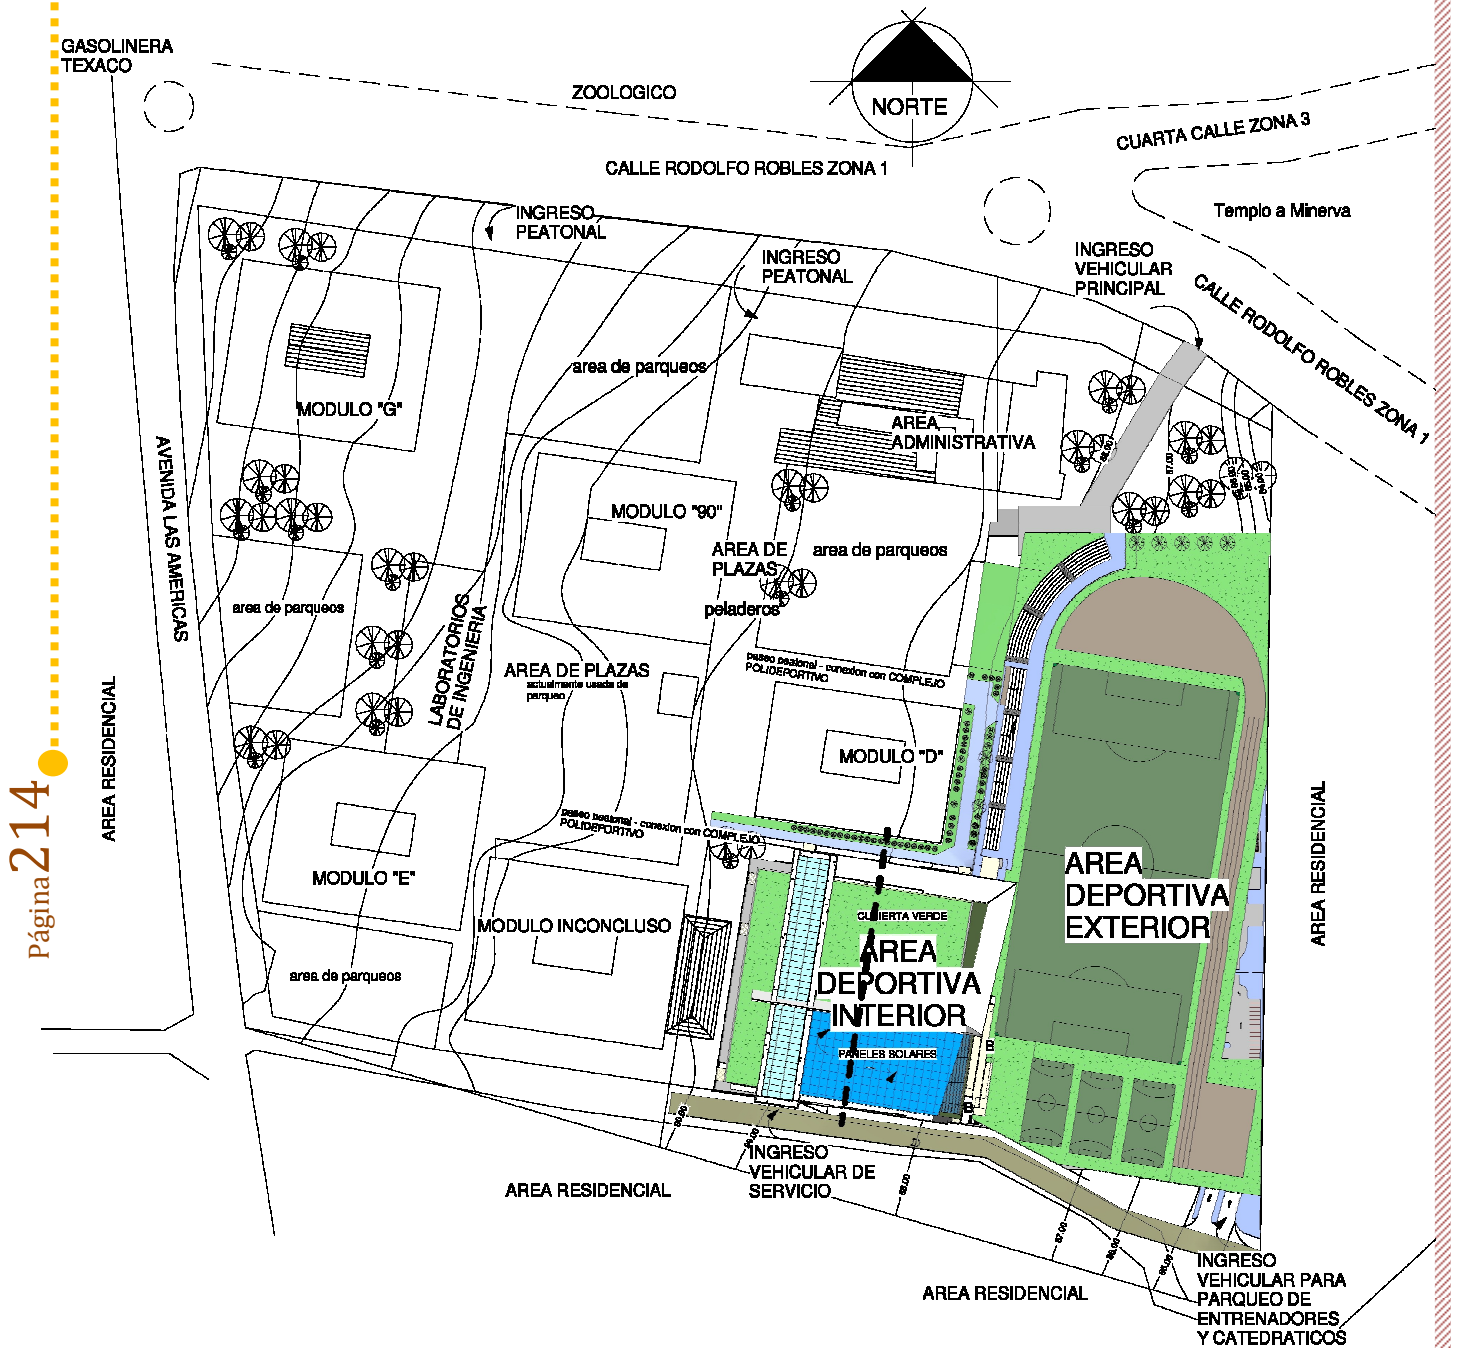 GASOLINERA
TEXACO
ZOOLOGICO
NORTE
CUARTA CALLE ZONA 3
CALLE RODOLFO ROBLES ZONA 1
Templo a Minerva
INGRESO
PEATONAL
INGRESO
PEATONAL
INGRESO
VEHICULAR
PRINCIPAL
CALLE RODOLFO ROBLES ZONA 1
area de parqueos
MODULO "G"
AREA
ADMINISTRATIVA
AVENIDA LAS AMERICAS
MODULO "90"
AREA DE
PLAZAS
area de parqueos
peladeros
area de parqueos
LABORATORIOS
DE INGENIERIA
AREA DE PLAZAS
actualmente usada de
parqueo
paseo peatonal - conexion con COMPLEJO
POLIDEPORTIVO
MODULO "D"
AREA RESIDENCIAL
Página214
paseo peatonal - conexion con COMPLEJO
POLIDEPORTIVO
MODULO "E"
MODULO INCONCLUSO
AREA
DEPORTIVA
EXTERIOR
AREA RESIDENCIAL
CUBIERTA VERDE
AREA
DEPORTIVA
INTERIOR
area de parqueos
PANELES SOLARES
B
B
INGRESO
VEHICULAR DE
SERVICIO
AREA RESIDENCIAL
AREA RESIDENCIAL
INGRESO
VEHICULAR PARA
PARQUEO DE
ENTRENADORES
Y CATEDRATICOS